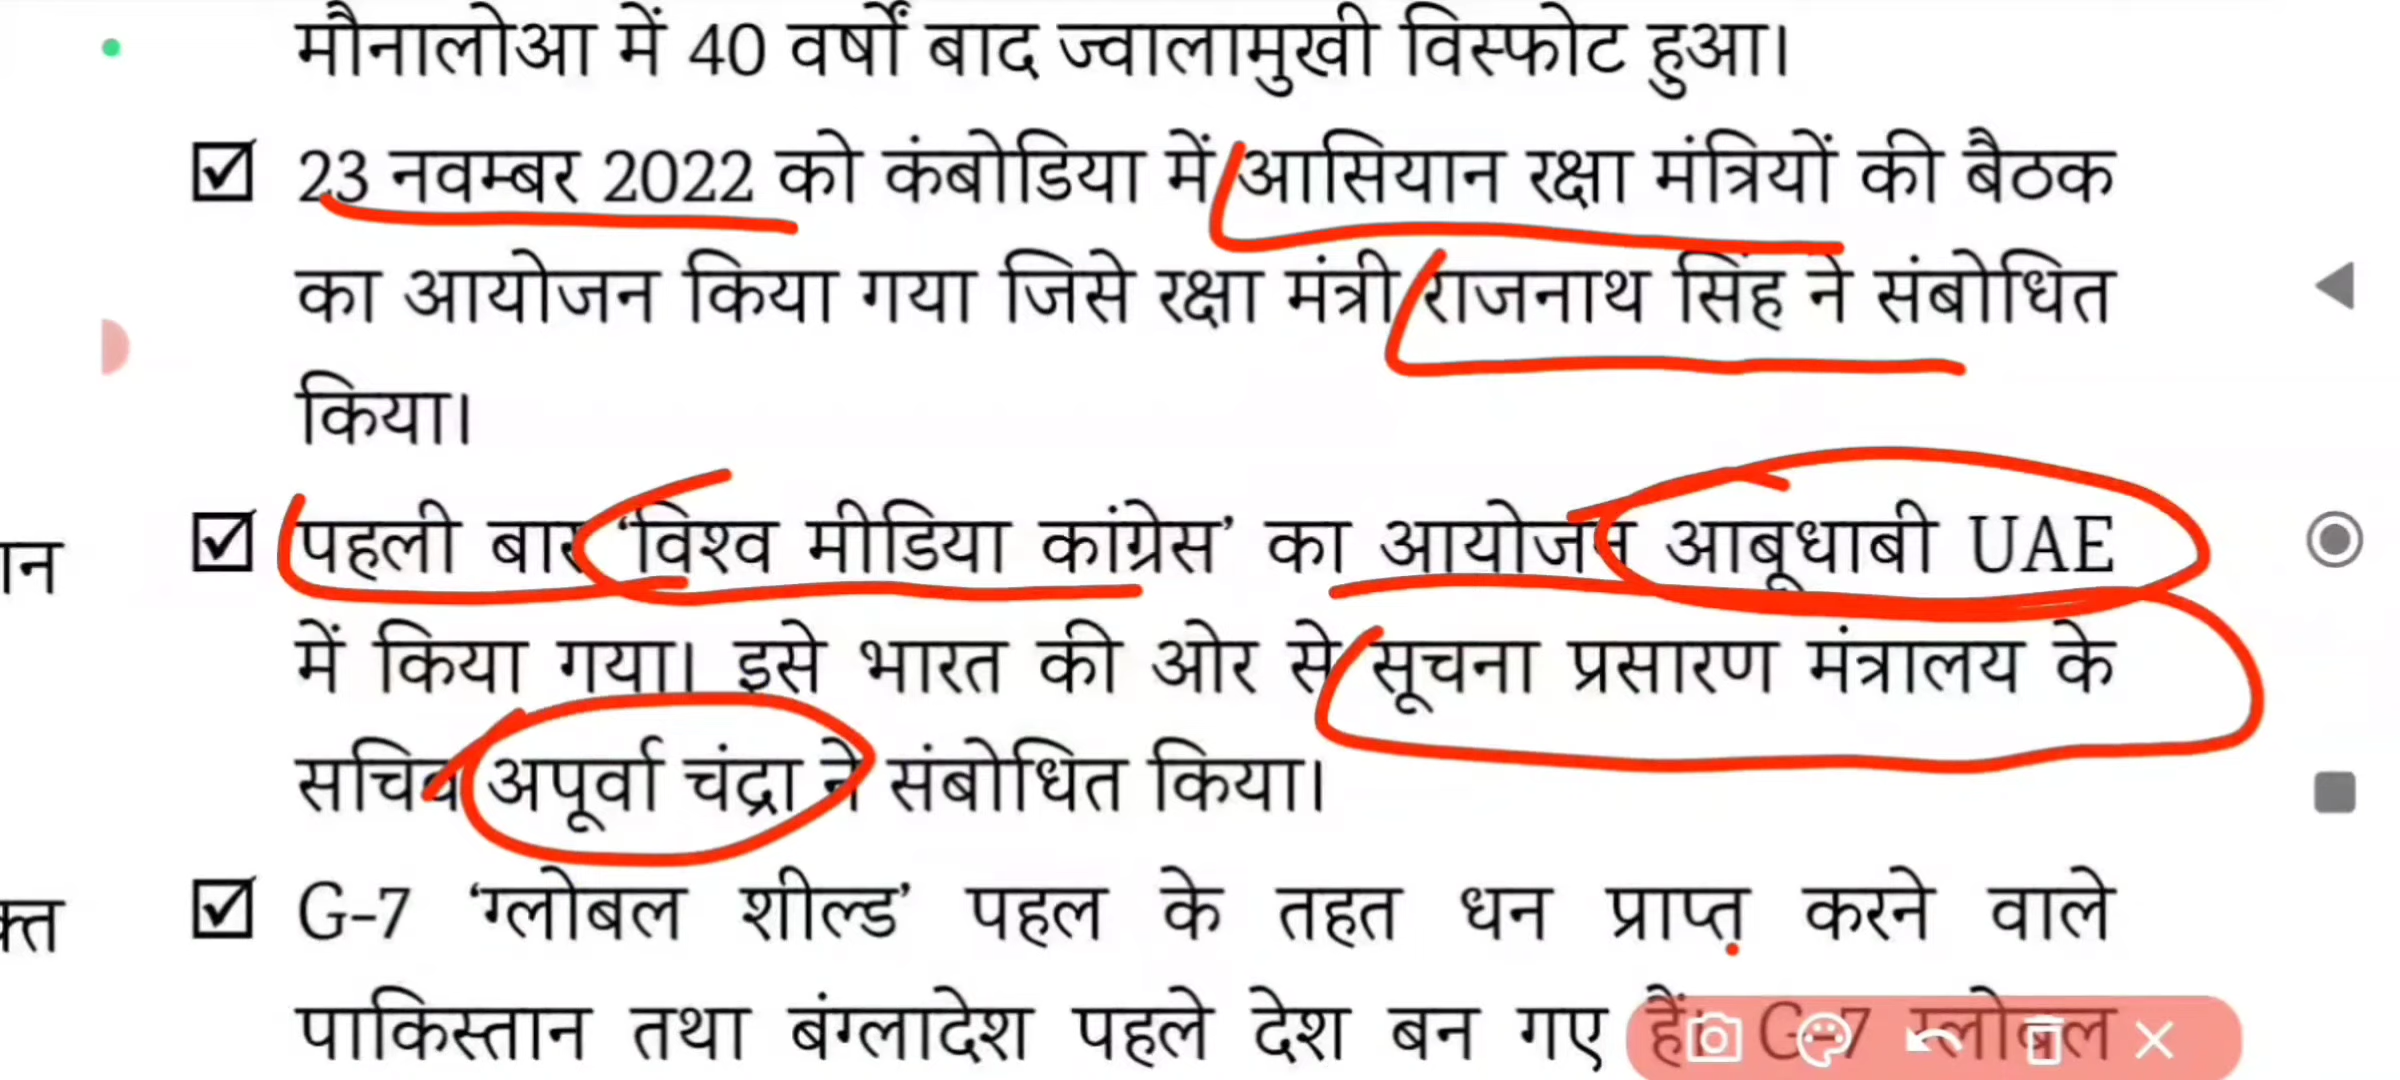 मौनालोआ में 40 वर्षों बाद ज्वालामुखी विस्फोट हुआ।
23 नवम्बर 2022 को कंबोडिया में आसियान रक्षा मंत्रियों की बैठक
का आयोजन किया गया जिसे रक्षा मंत्री राजनाथ सिंह ने संबोधित
किया।
पहली बार ‘विश्व मीडिया कांग्रेस’ का आयोजन आबूधाबी UAE
में किया गया। इसे भारत की ओर से सूचना प्रसारण मंत्रालय के
सचिव अपूर्वा चंद्रा ने संबोधित किया।
G-7 ‘ग्लोबल शील्ड’ पहल के तहत धन प्राप्त करने वाले
पाकिस्तान तथा बंग्लादेश पहले देश बन गए हैं। G-7 ग्लोबल